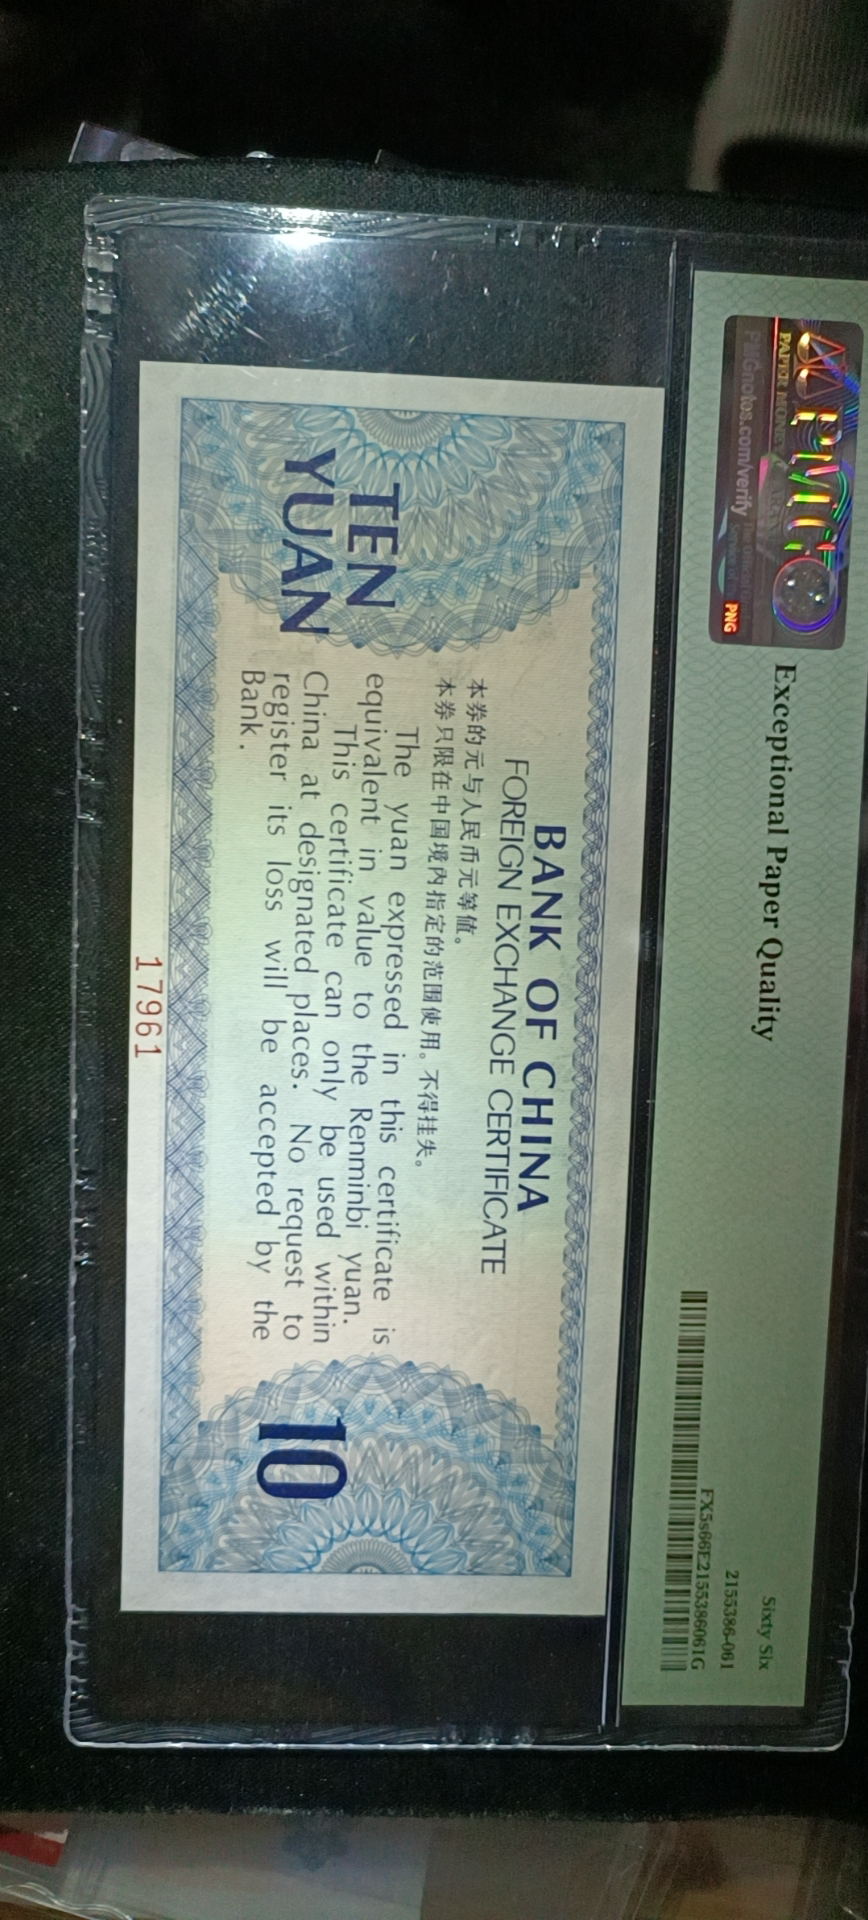 PMG
PAPER MONEY
PMGnotes.com/verify
PNG
Exceptional Paper Quality
Sixty Six
2155386-061
FX5s66E2155386061G
BANK OF CHINA
FOREIGN EXCHANGE CERTIFICATE
本券的元与人民币元等值。
本券只限在中国境内指定的范围使用。不得挂失。
TEN
YUAN
The yuan expressed in this certificate is
equivalent in value to the Renminbi yuan.
This certificate can only be used within
China at designated places. No request to
register its loss will be accepted by the
Bank.
10
17961